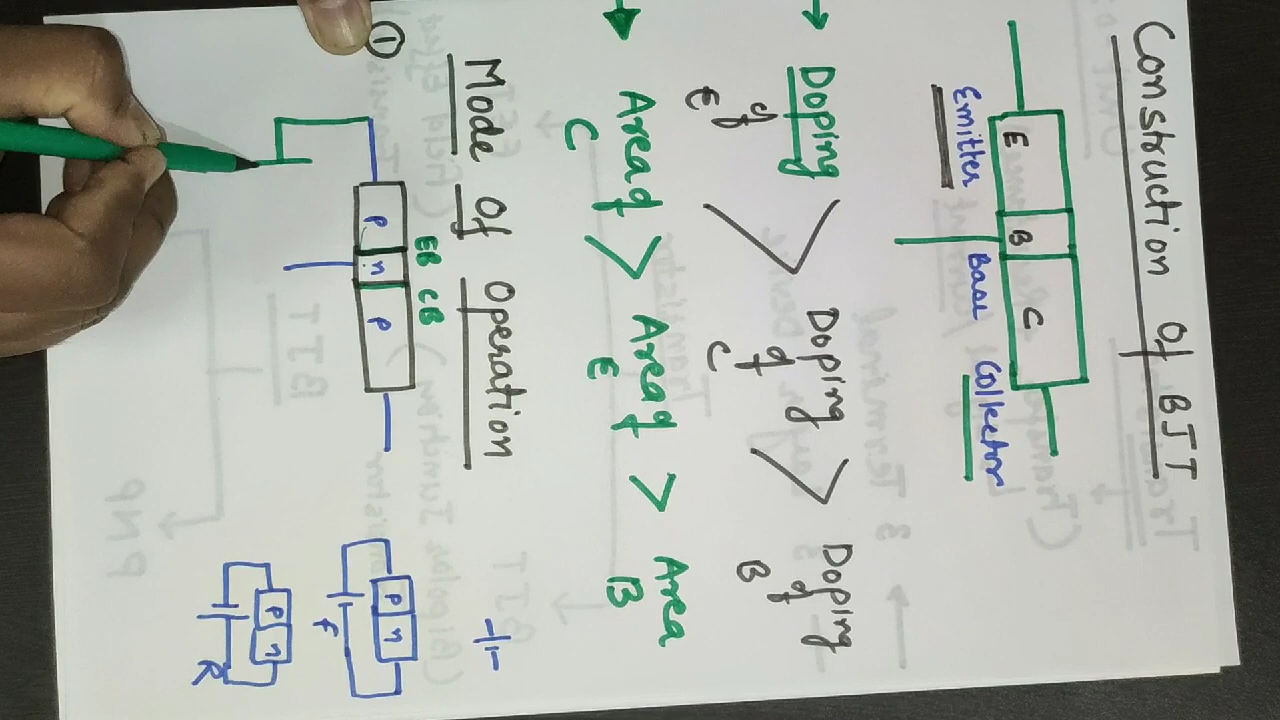 Construction Of BJT
E B C
Emitter Base Collector
Doping of E > Doping of C > Doping of B
Area of C > Area of E > Area B
Mode Of Operation
①
EB CB
P n P
P n
F
P n
R